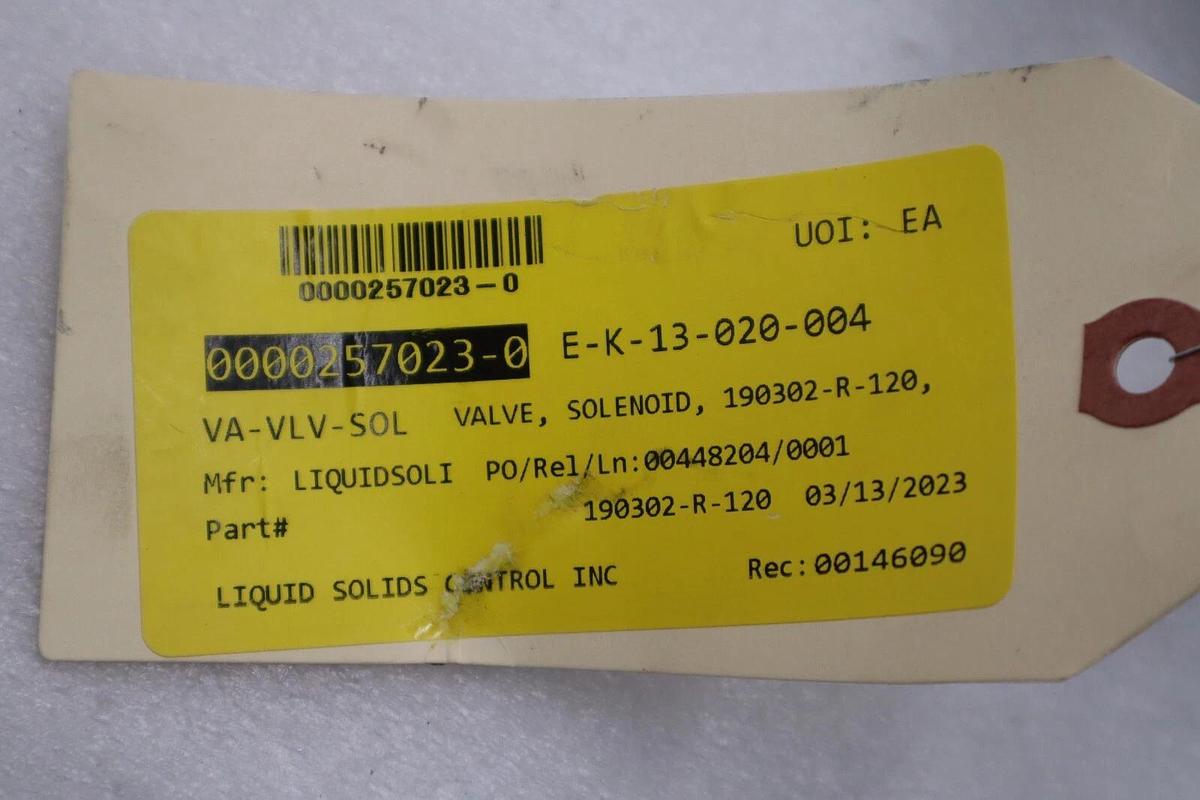 UOI: EA
0000257023-0
0000257023-0 E-K-13-020-004
VA-VLV-SOL VALVE, SOLENOID, 190302-R-120,
Mfr: LIQUIDSOLI PO/Rel/Ln:00448204/0001
Part# 190302-R-120 03/13/2023
LIQUID SOLIDS CONTROL INC Rec:00146090